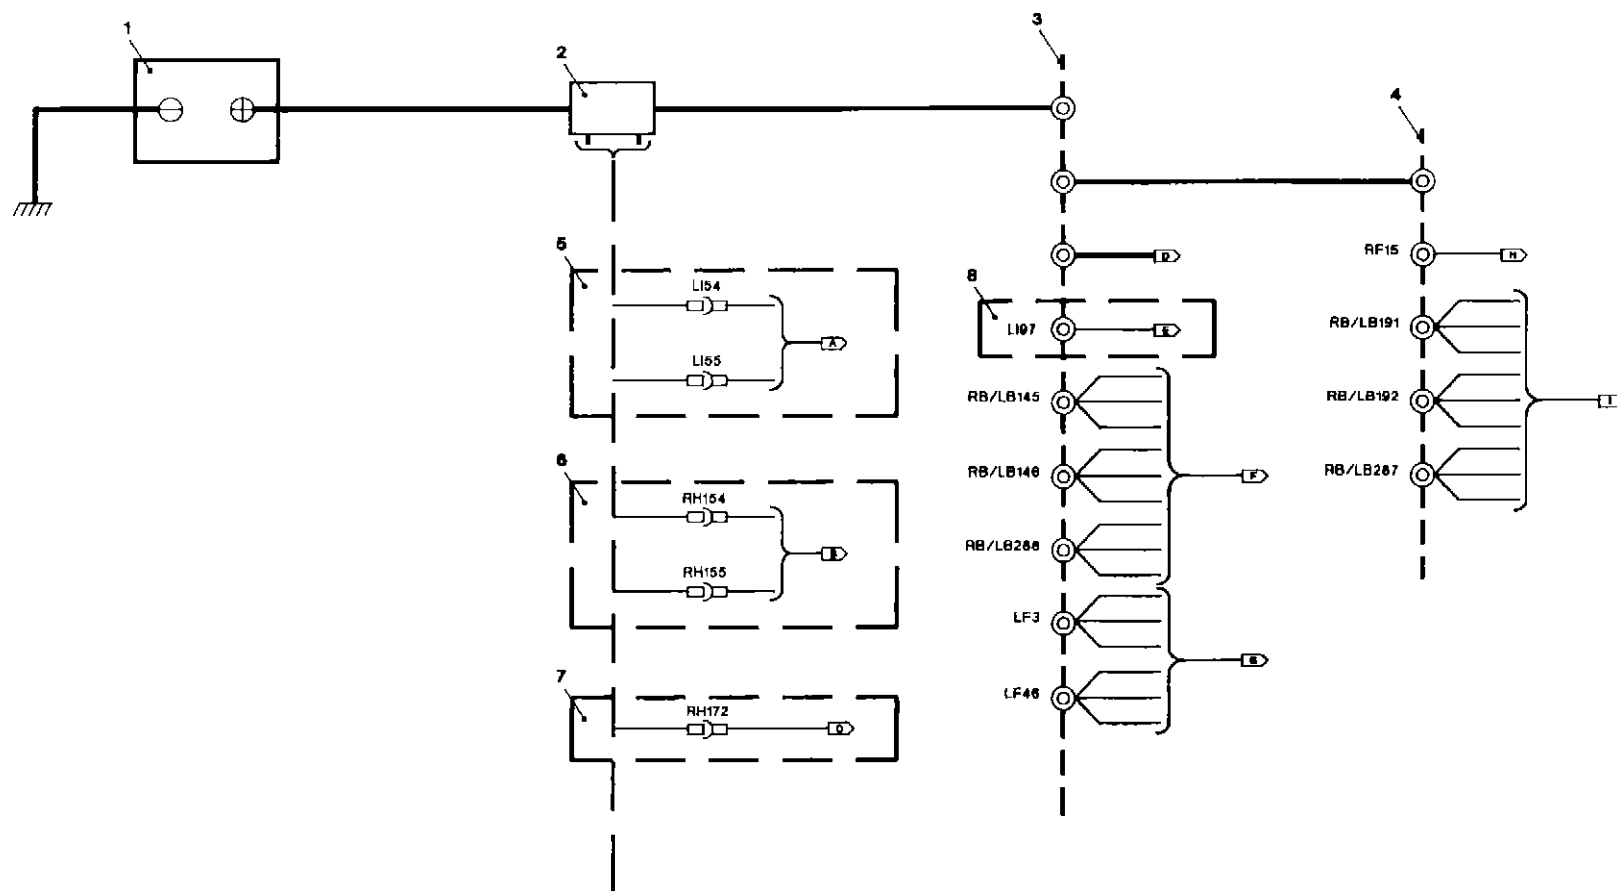 1
2
3
4
5
LI54
A
LI55
6
RH154
B
RH155
7
RH172
D
8
LI97
E
RB/LB145
RB/LB146
F
RB/LB288
LF3
G
LF46
RF15
H
RB/LB191
RB/LB192
I
RB/LB287